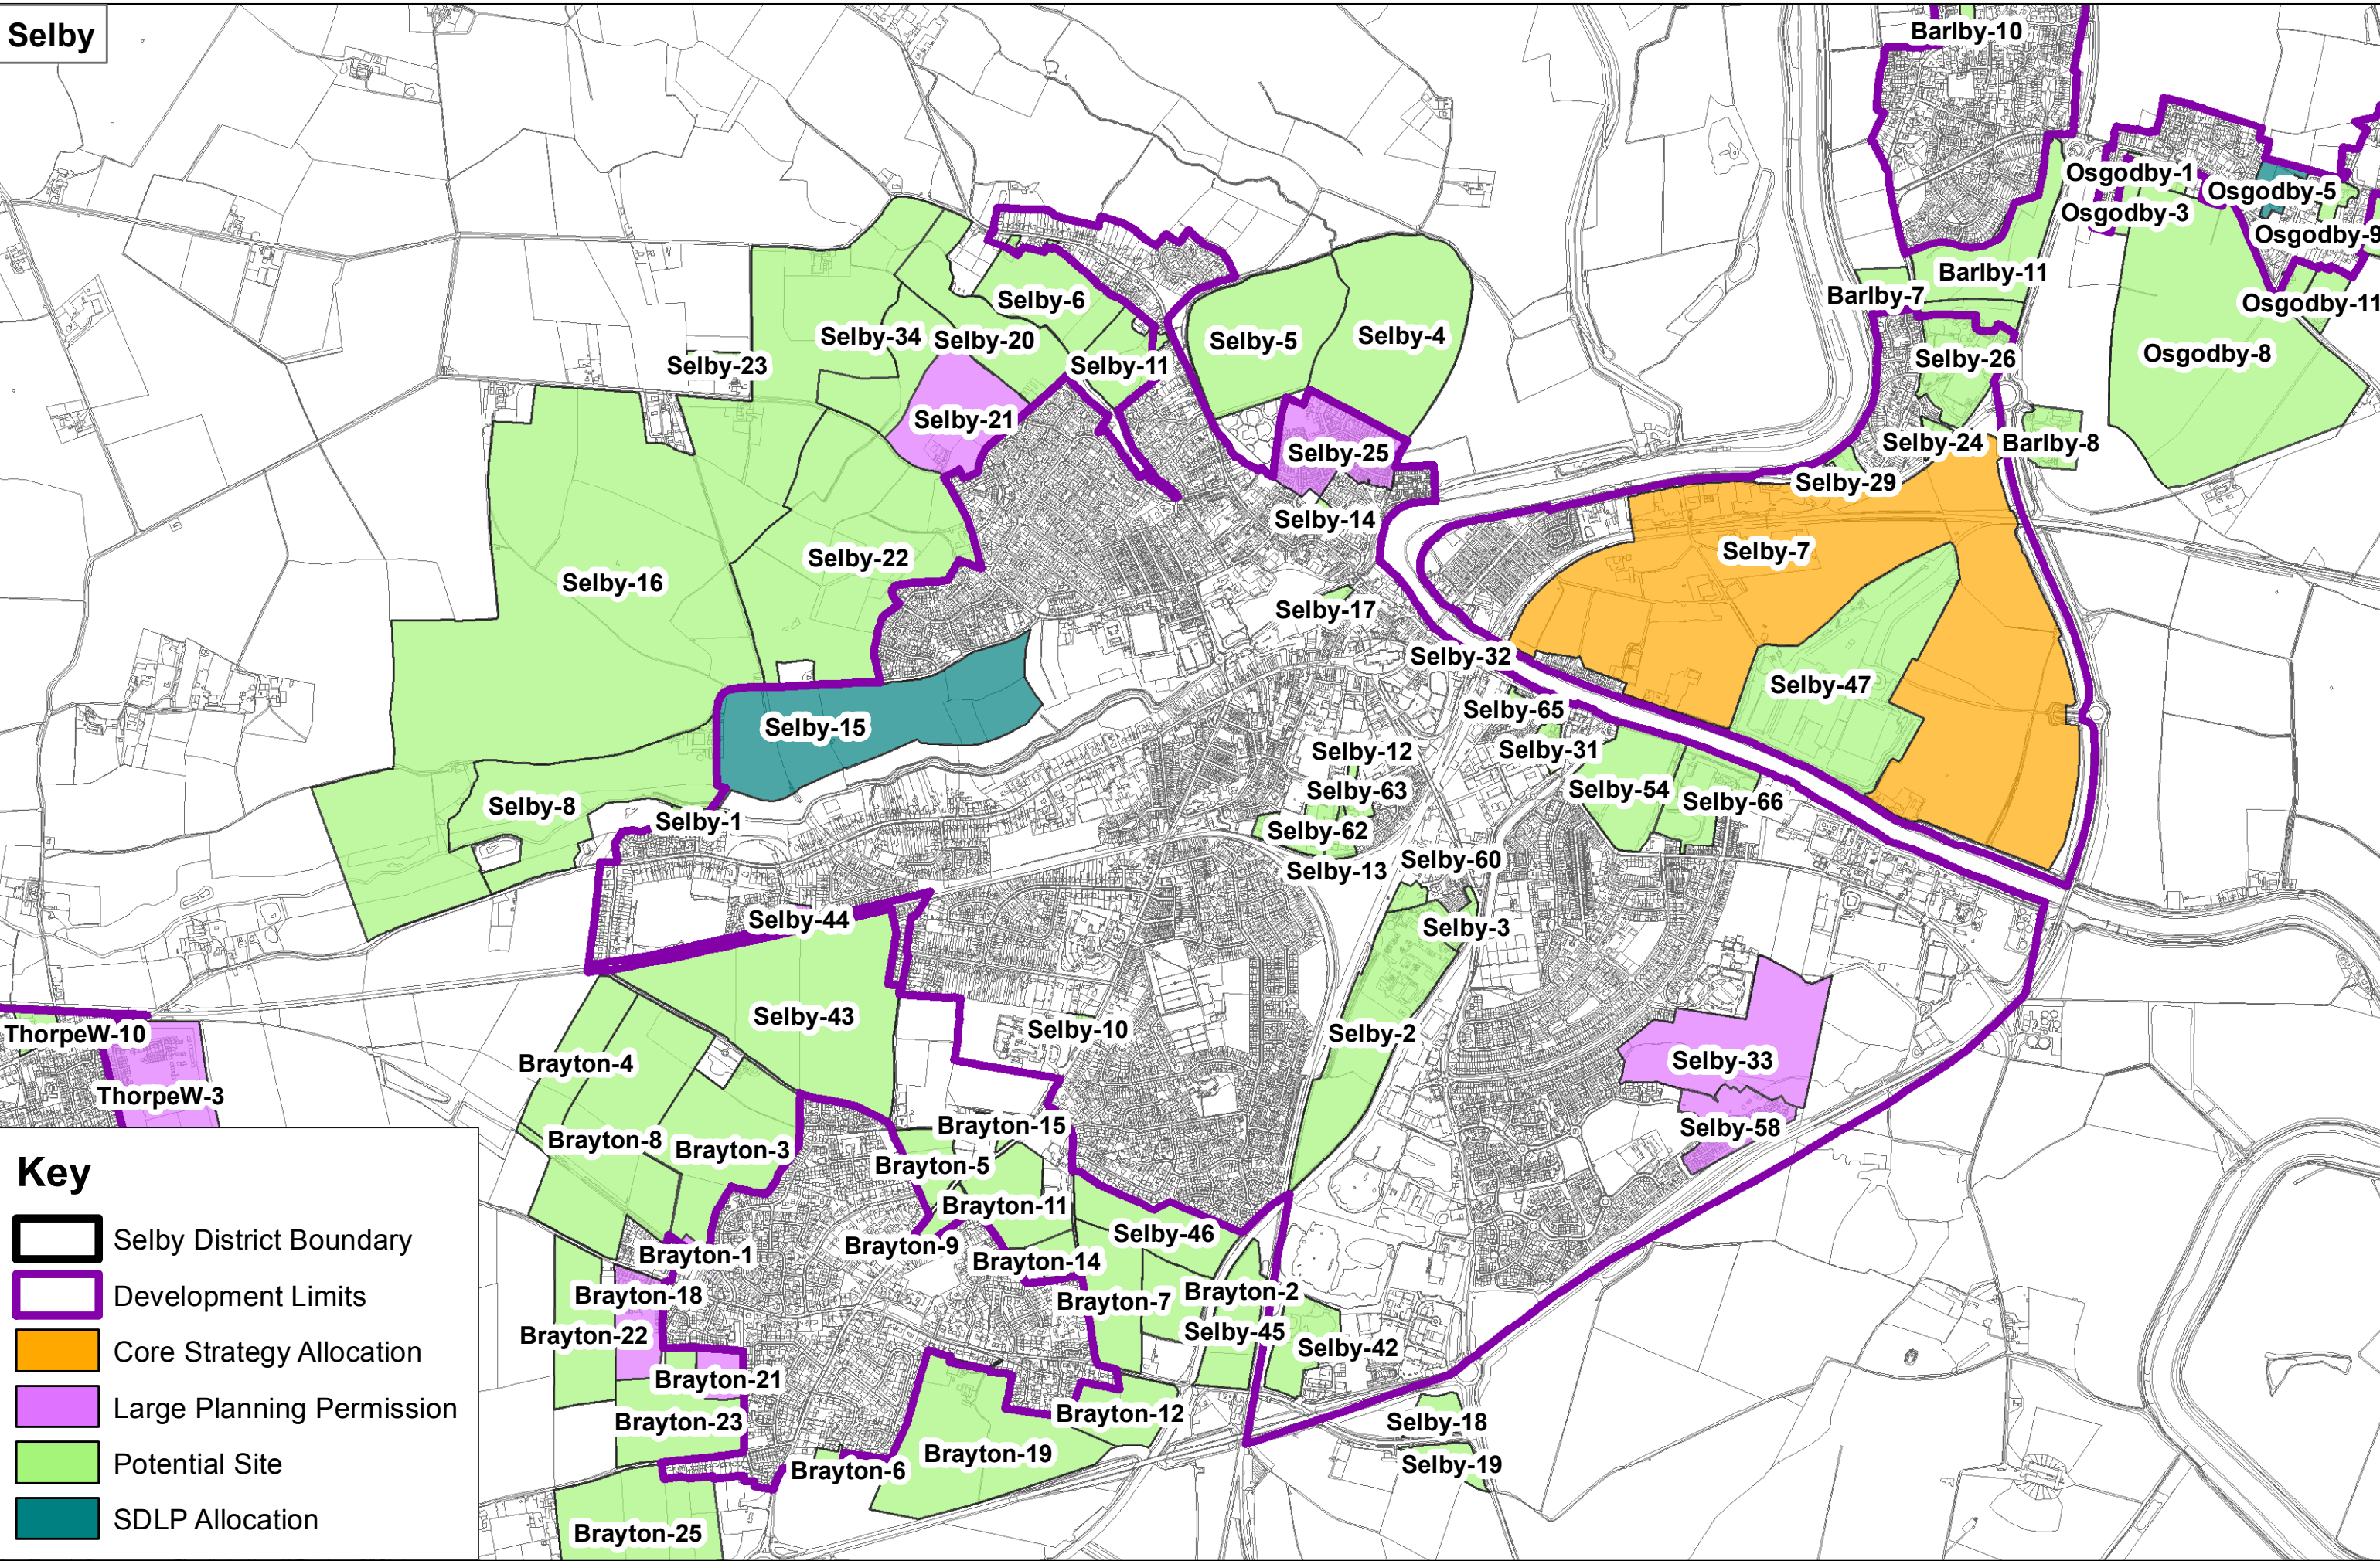 Selby
Barlby-10
Osgodby-1
Osgodby-5
Osgodby-3
Osgodby-9
Barlby-11
Barlby-7
Osgodby-11
Selby-6
Selby-34
Selby-20
Selby-5
Selby-4
Selby-23
Selby-11
Selby-26
Osgodby-8
Selby-21
Selby-25
Selby-24
Barlby-8
Selby-29
Selby-14
Selby-7
Selby-22
Selby-16
Selby-17
Selby-32
Selby-47
Selby-65
Selby-15
Selby-12
Selby-31
Selby-63
Selby-54
Selby-66
Selby-8
Selby-1
Selby-62
Selby-13
Selby-60
Selby-44
Selby-3
Selby-43
Selby-10
Selby-2
ThorpeW-10
Brayton-4
Selby-33
ThorpeW-3
Brayton-15
Selby-58
Brayton-8
Brayton-3
Brayton-5
Brayton-11
Selby-46
Brayton-9
Brayton-1
Brayton-14
Brayton-18
Brayton-7
Brayton-2
Brayton-22
Selby-45
Selby-42
Brayton-21
Brayton-23
Brayton-12
Selby-18
Brayton-19
Brayton-6
Selby-19
Brayton-25
Key
Selby District Boundary
Development Limits
Core Strategy Allocation
Large Planning Permission
Potential Site
SDLP Allocation